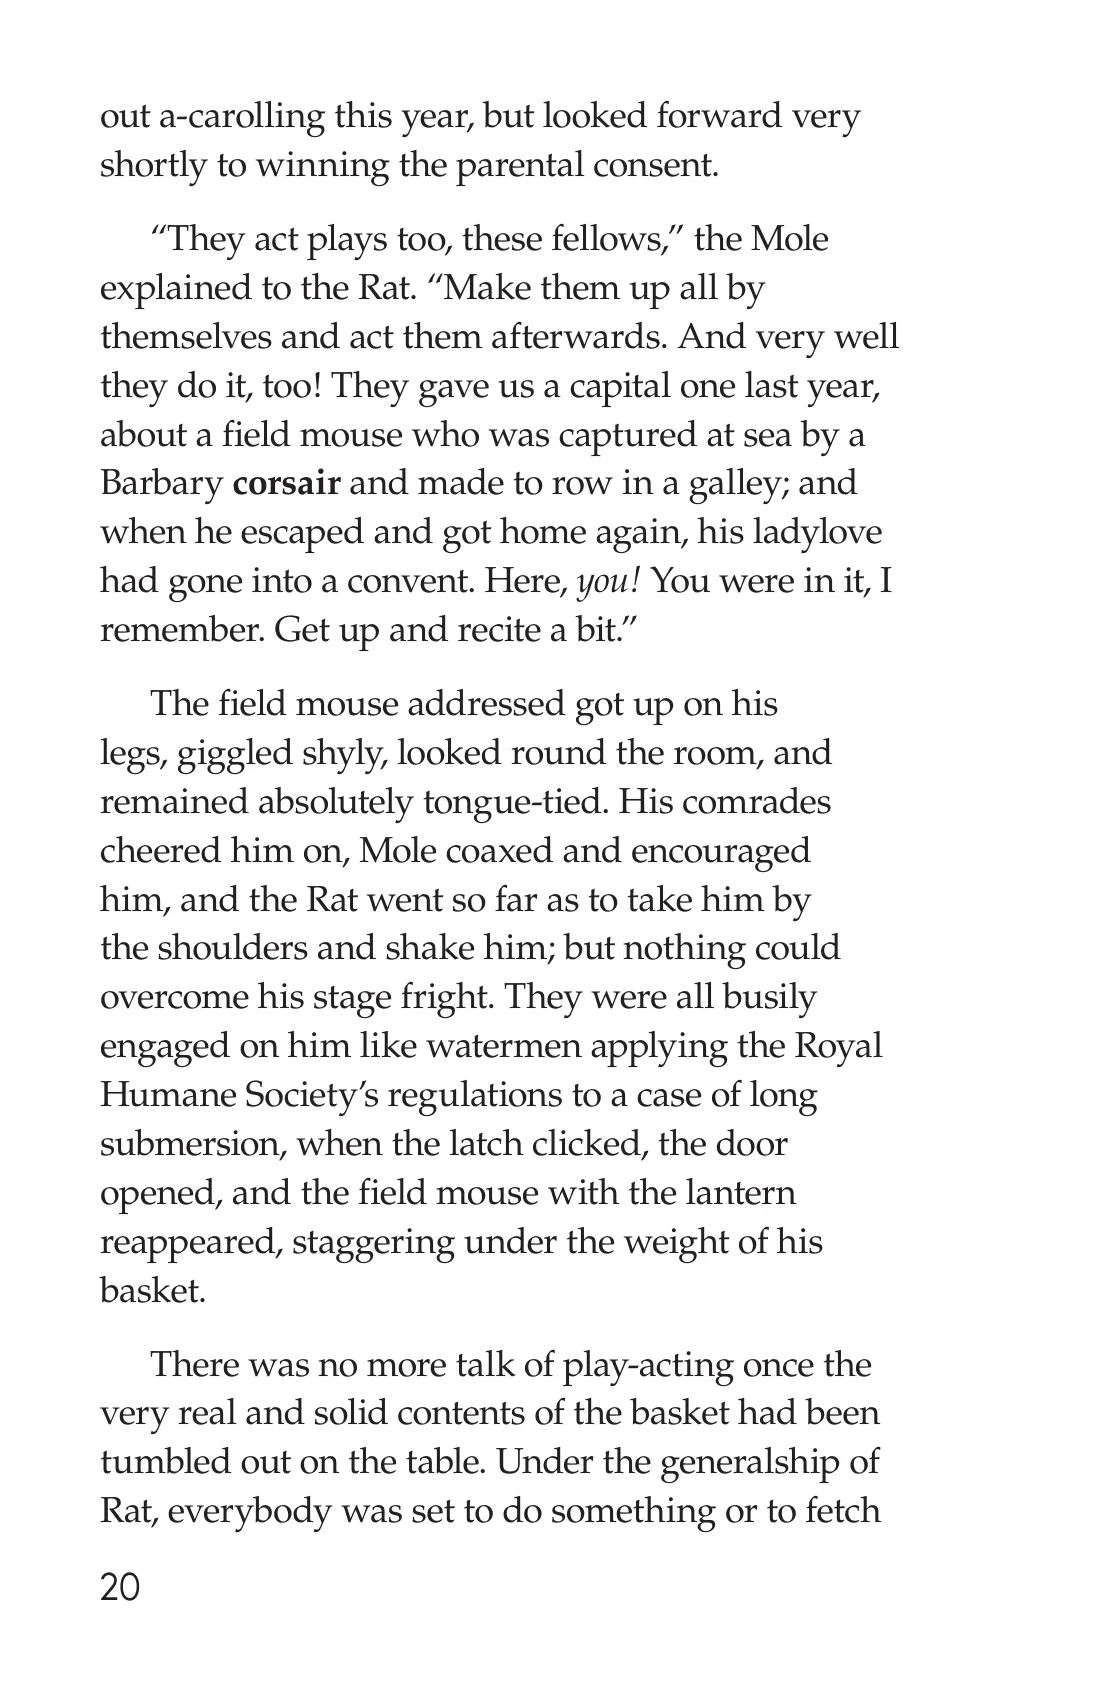 out a-carolling this year, but looked forward very
shortly to winning the parental consent.
“They act plays too, these fellows,” the Mole
explained to the Rat. “Make them up all by
themselves and act them afterwards. And very well
they do it, too! They gave us a capital one last year,
about a field mouse who was captured at sea by a
Barbary corsair and made to row in a galley; and
when he escaped and got home again, his ladylove
had gone into a convent. Here, you! You were in it, I
remember. Get up and recite a bit.”
The field mouse addressed got up on his
legs, giggled shyly, looked round the room, and
remained absolutely tongue-tied. His comrades
cheered him on, Mole coaxed and encouraged
him, and the Rat went so far as to take him by
the shoulders and shake him; but nothing could
overcome his stage fright. They were all busily
engaged on him like watermen applying the Royal
Humane Society’s regulations to a case of long
submersion, when the latch clicked, the door
opened, and the field mouse with the lantern
reappeared, staggering under the weight of his
basket.
There was no more talk of play-acting once the
very real and solid contents of the basket had been
tumbled out on the table. Under the generalship of
Rat, everybody was set to do something or to fetch
20